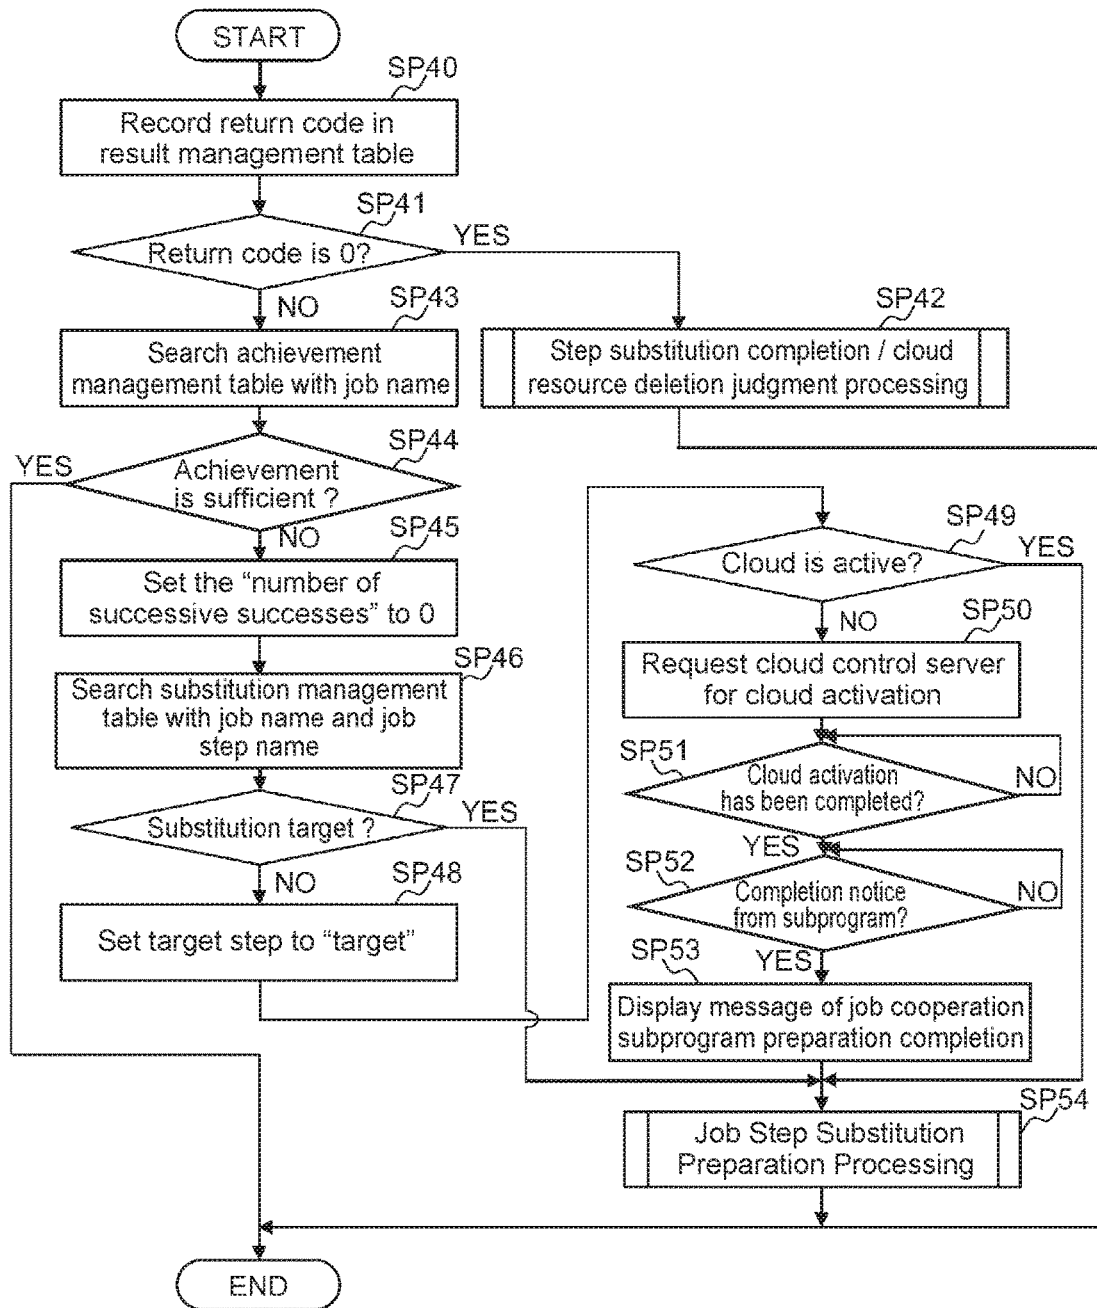 START
SP40
Record return code in
result management table
SP41
Return code is 0?
YES
NO
SP43
Search achievement
management table with job name
SP42
Step substitution completion / cloud
resource deletion judgment processing
SP44
YES
Achievement
is sufficient ?
NO
SP45
Set the “number of
successive successes” to 0
SP46
Search substitution management
table with job name and job
step name
SP47
Substitution target ?
YES
NO
SP48
Set target step to “target”
SP49
Cloud is active?
YES
NO
SP50
Request cloud control server
for cloud activation
SP51
Cloud activation
has been completed?
NO
YES
SP52
Completion notice
from subprogram?
NO
YES
SP53
Display message of job cooperation
subprogram preparation completion
SP54
Job Step Substitution
Preparation Processing
END